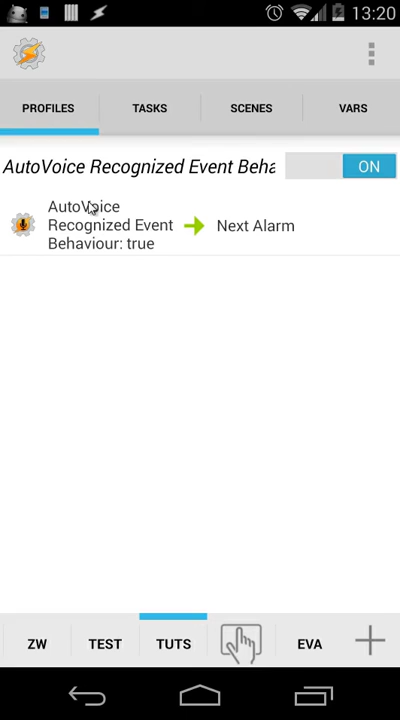 13:20
PROFILES TASKS SCENES VARS
AutoVoice Recognized Event Beha ON
AutoVoice
Recognized Event
Behaviour: true
Next Alarm
ZW TEST TUTS EVA